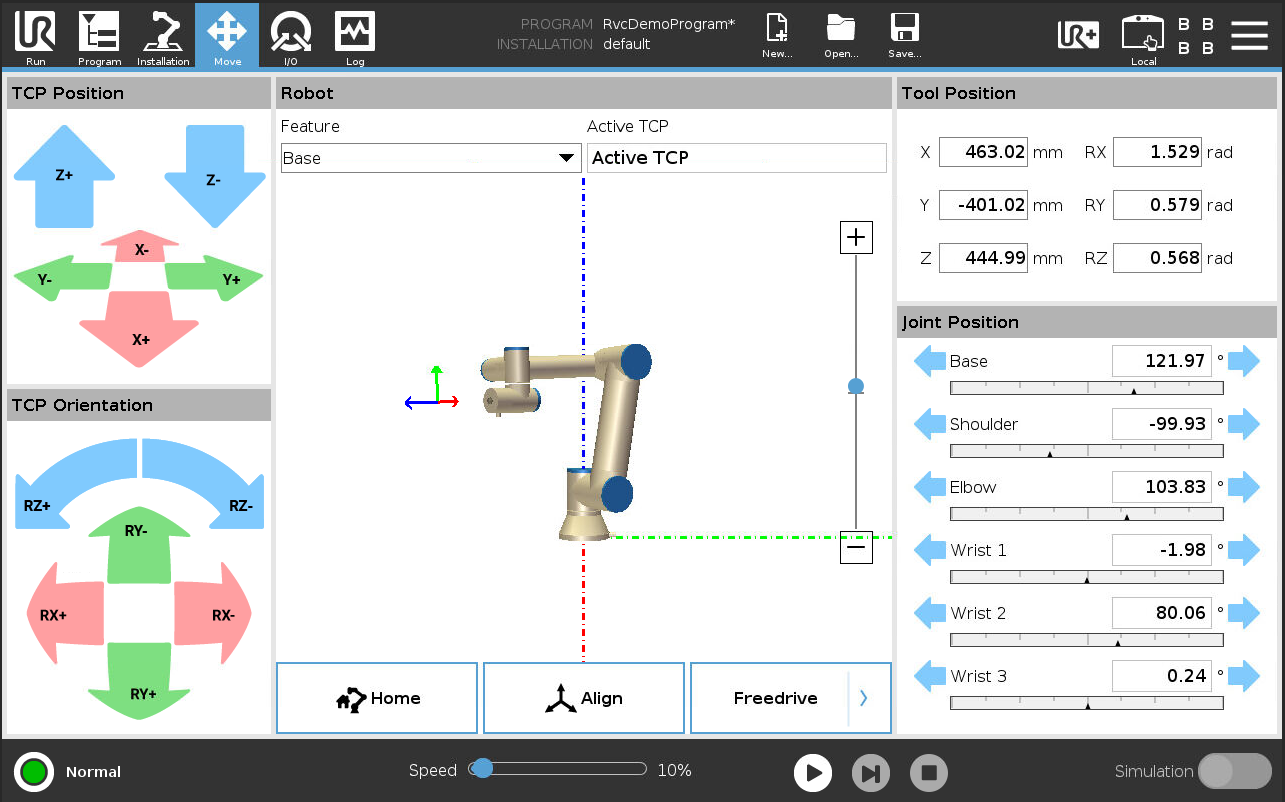 PROGRAM RvcDemoProgram*
INSTALLATION default
Run Program Installation Move I/O Log New... Open... Save... Local
UR
UR+
B B
B B
TCP Position
Z+ Z-
X-
Y- Y+
X+
TCP Orientation
RZ+ RZ-
RY-
RX+ RX-
RY+
Robot
Feature Active TCP
Base Active TCP
+
−
Home Align Freedrive
Tool Position
X 463.02 mm RX 1.529 rad
Y -401.02 mm RY 0.579 rad
Z 444.99 mm RZ 0.568 rad
Joint Position
Base 121.97 °
Shoulder -99.93 °
Elbow 103.83 °
Wrist 1 -1.98 °
Wrist 2 80.06 °
Wrist 3 0.24 °
Normal Speed 10% Simulation